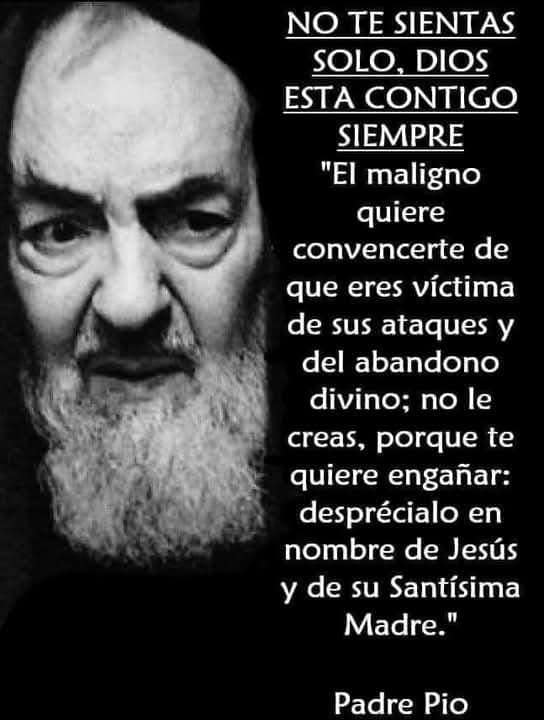 NO TE SIENTAS
SOLO, DIOS
ESTA CONTIGO
SIEMPRE
"El maligno
quiere
convencerte de
que eres víctima
de sus ataques y
del abandono
divino; no le
creas, porque te
quiere engañar:
desprécialo en
nombre de Jesús
y de su Santísima
Madre."
Padre Pio